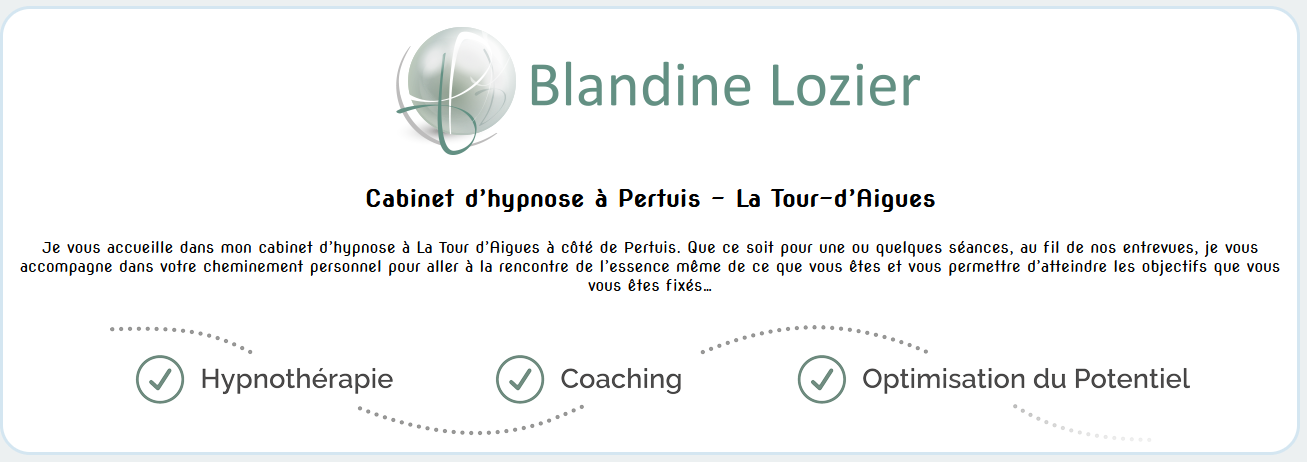 Blandine Lozier
Cabinet d'hypnose à Pertuis – La Tour-d'Aigues
Je vous accueille dans mon cabinet d'hypnose à La Tour d'Aigues à côté de Pertuis. Que ce soit pour une ou quelques séances, au fil de nos entrevues, je vous
accompagne dans votre cheminement personnel pour aller à la rencontre de l'essence même de ce que vous êtes et vous permettre d'atteindre les objectifs que vous
vous êtes fixés…
Hypnothérapie
Coaching
Optimisation du Potentiel